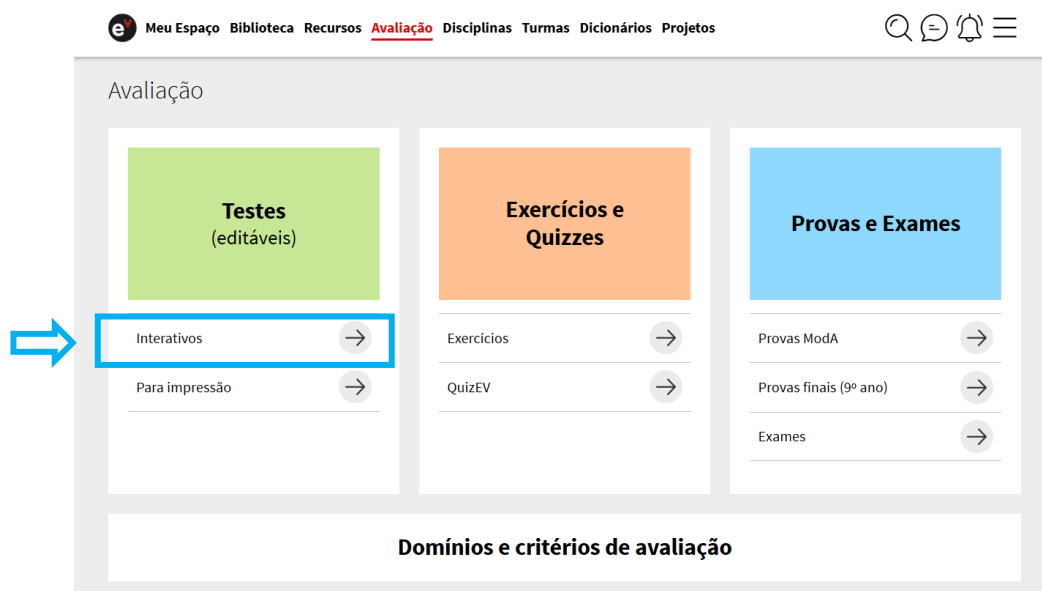 ev Meu Espaço Biblioteca Recursos Avaliação Disciplinas Turmas Dicionários Projetos
Avaliação
Testes
(editáveis)
Interativos
Para impressão
Exercícios e
Quizzes
Exercícios
QuizEV
Provas e Exames
Provas ModA
Provas finais (9º ano)
Exames
Domínios e critérios de avaliação